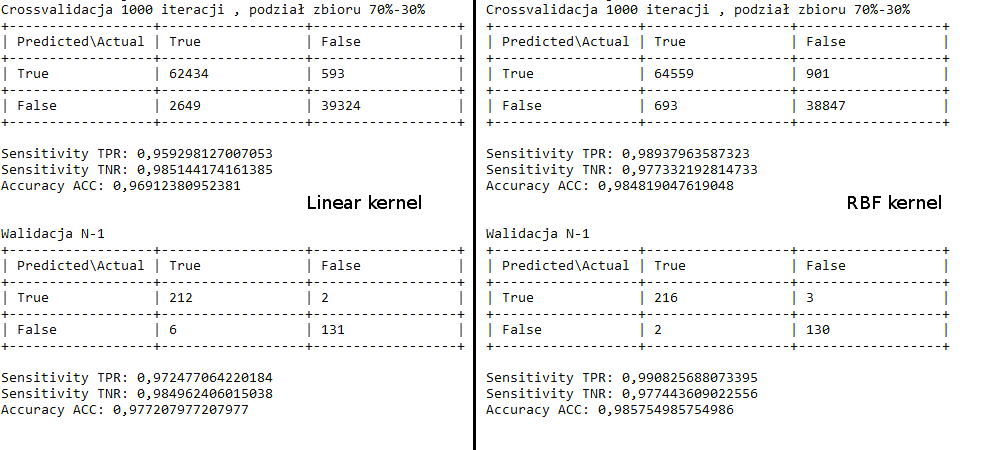 Crossvalidacja 1000 iteracji , podział zbioru 70%-30%
+------------------+------------------+------------------+
| Predicted\Actual | True             | False            |
+------------------+------------------+------------------+
| True             | 62434            | 593              |
+------------------+------------------+------------------+
| False            | 2649             | 39324            |
+------------------+------------------+------------------+
Sensitivity TPR: 0,959298127007053
Sensitivity TNR: 0,985144174161385
Accuracy ACC: 0,96912380952381
Linear kernel
Walidacja N-1
+------------------+------------------+------------------+
| Predicted\Actual | True             | False            |
+------------------+------------------+------------------+
| True             | 212              | 2                |
+------------------+------------------+------------------+
| False            | 6                | 131              |
+------------------+------------------+------------------+
Sensitivity TPR: 0,972477064220184
Sensitivity TNR: 0,984962406015038
Accuracy ACC: 0,977207977207977
Crossvalidacja 1000 iteracji , podział zbioru 70%-30%
+------------------+------------------+------------------+
| Predicted\Actual | True             | False            |
+------------------+------------------+------------------+
| True             | 64559            | 901              |
+------------------+------------------+------------------+
| False            | 693              | 38847            |
+------------------+------------------+------------------+
Sensitivity TPR: 0,98937963587323
Sensitivity TNR: 0,977332192814733
Accuracy ACC: 0,984819047619048
RBF kernel
Walidacja N-1
+------------------+------------------+------------------+
| Predicted\Actual | True             | False            |
+------------------+------------------+------------------+
| True             | 216              | 3                |
+------------------+------------------+------------------+
| False            | 2                | 130              |
+------------------+------------------+------------------+
Sensitivity TPR: 0,990825688073395
Sensitivity TNR: 0,977443609022556
Accuracy ACC: 0,985754985754986